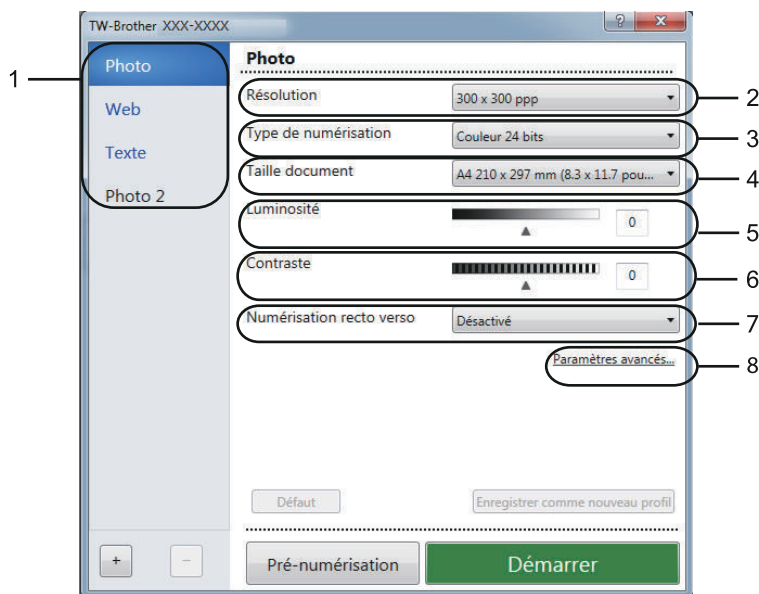 TW-Brother XXX-XXXX
?
x
1
Photo
Web
Texte
Photo 2
Photo
Résolution
300 x 300 ppp
2
Type de numérisation
Couleur 24 bits
3
Taille document
A4 210 x 297 mm (8.3 x 11.7 pou...
4
Luminosité
0
5
Contraste
0
6
Numérisation recto verso
Désactivé
7
Paramètres avancés...
8
Défaut
Enregistrer comme nouveau profil
+
-
Pré-numérisation
Démarrer